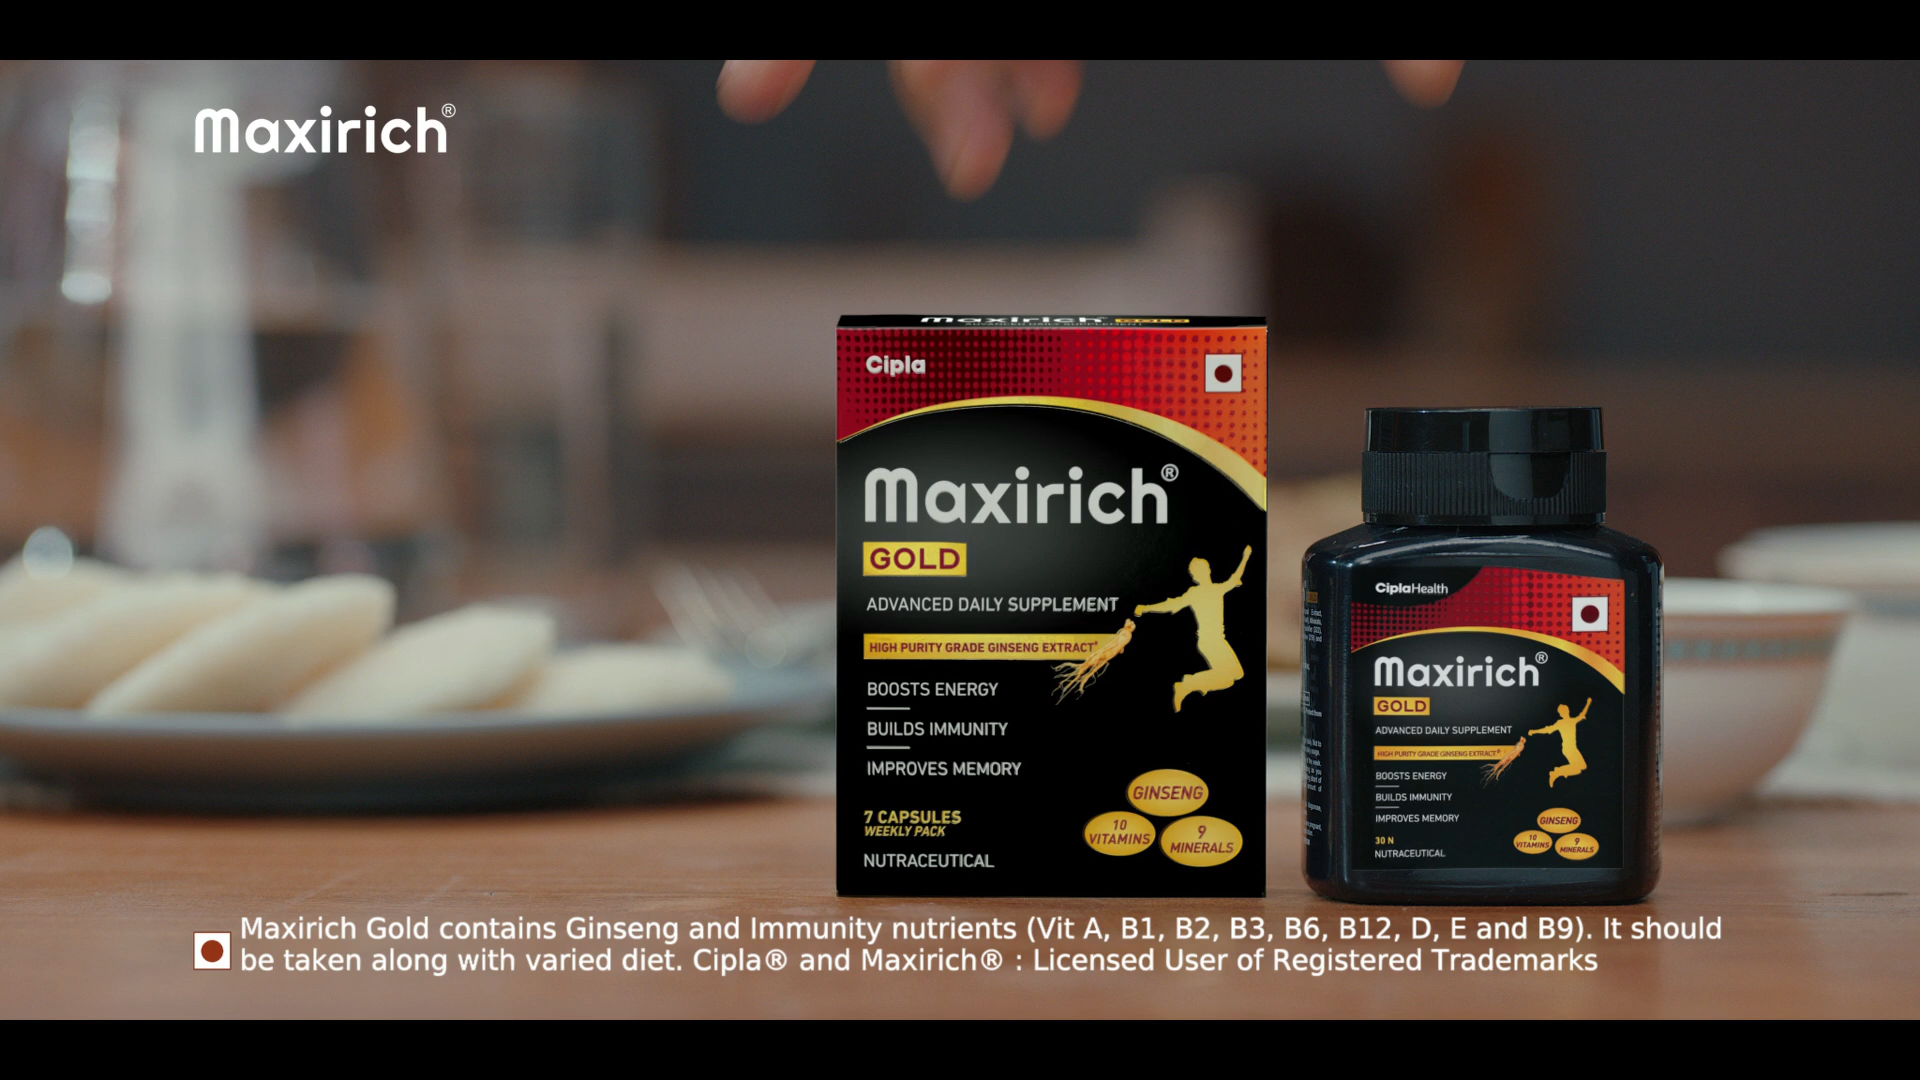 Maxirich®
Maxirich GOLD
Cipla
Maxirich®
GOLD
ADVANCED DAILY SUPPLEMENT
HIGH PURITY GRADE GINSENG EXTRACT
BOOSTS ENERGY
BUILDS IMMUNITY
IMPROVES MEMORY
7 CAPSULES
WEEKLY PACK
NUTRACEUTICAL
GINSENG
10
VITAMINS
9
MINERALS
CiplaHealth
Maxirich®
GOLD
ADVANCED DAILY SUPPLEMENT
HIGH PURITY GRADE GINSENG EXTRACT
BOOSTS ENERGY
BUILDS IMMUNITY
IMPROVES MEMORY
30 N
NUTRACEUTICAL
GINSENG
10
VITAMINS
9
MINERALS
Maxirich Gold contains Ginseng and Immunity nutrients (Vit A, B1, B2, B3, B6, B12, D, E and B9). It should
be taken along with varied diet. Cipla® and Maxirich® : Licensed User of Registered Trademarks